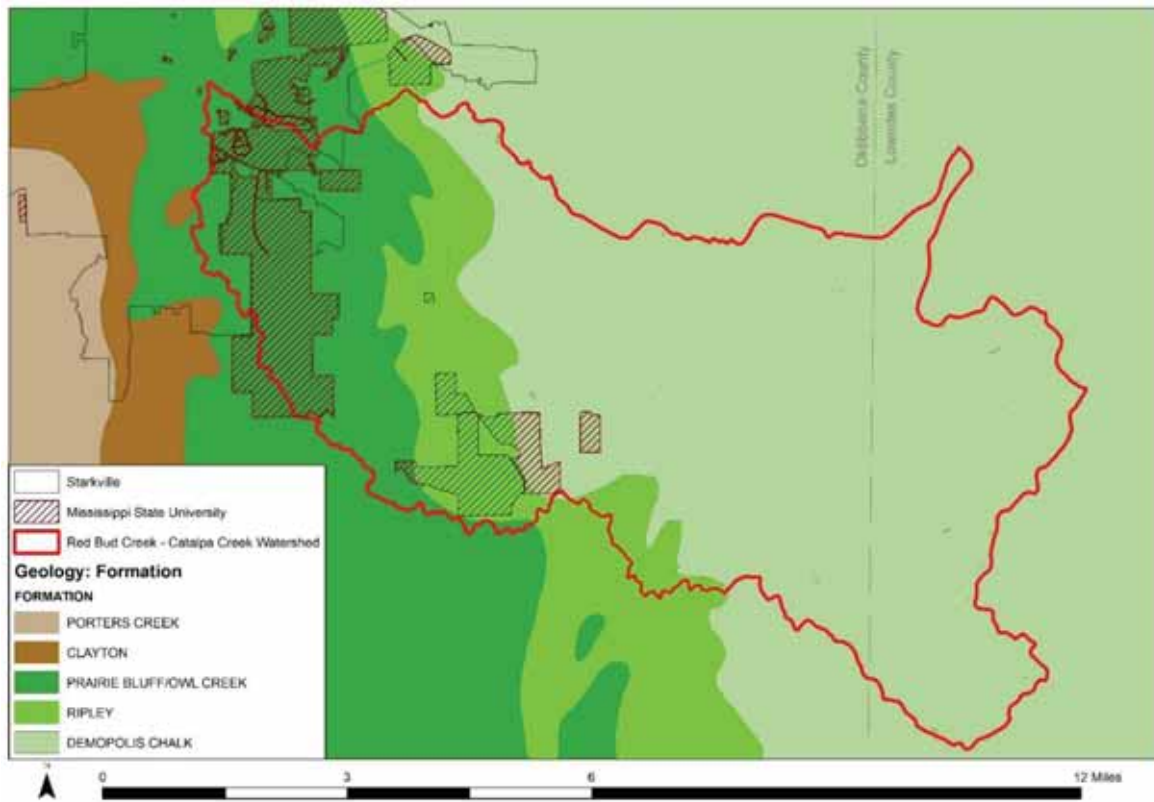 Oktibbeha County
Lowndes County
Starkville
Mississippi State University
Red Bud Creek - Catalpa Creek Watershed
Geology: Formation
FORMATION
PORTERS CREEK
CLAYTON
PRAIRIE BLUFF/OWL CREEK
RIPLEY
DEMOPOLIS CHALK
0 3 6 12 Miles